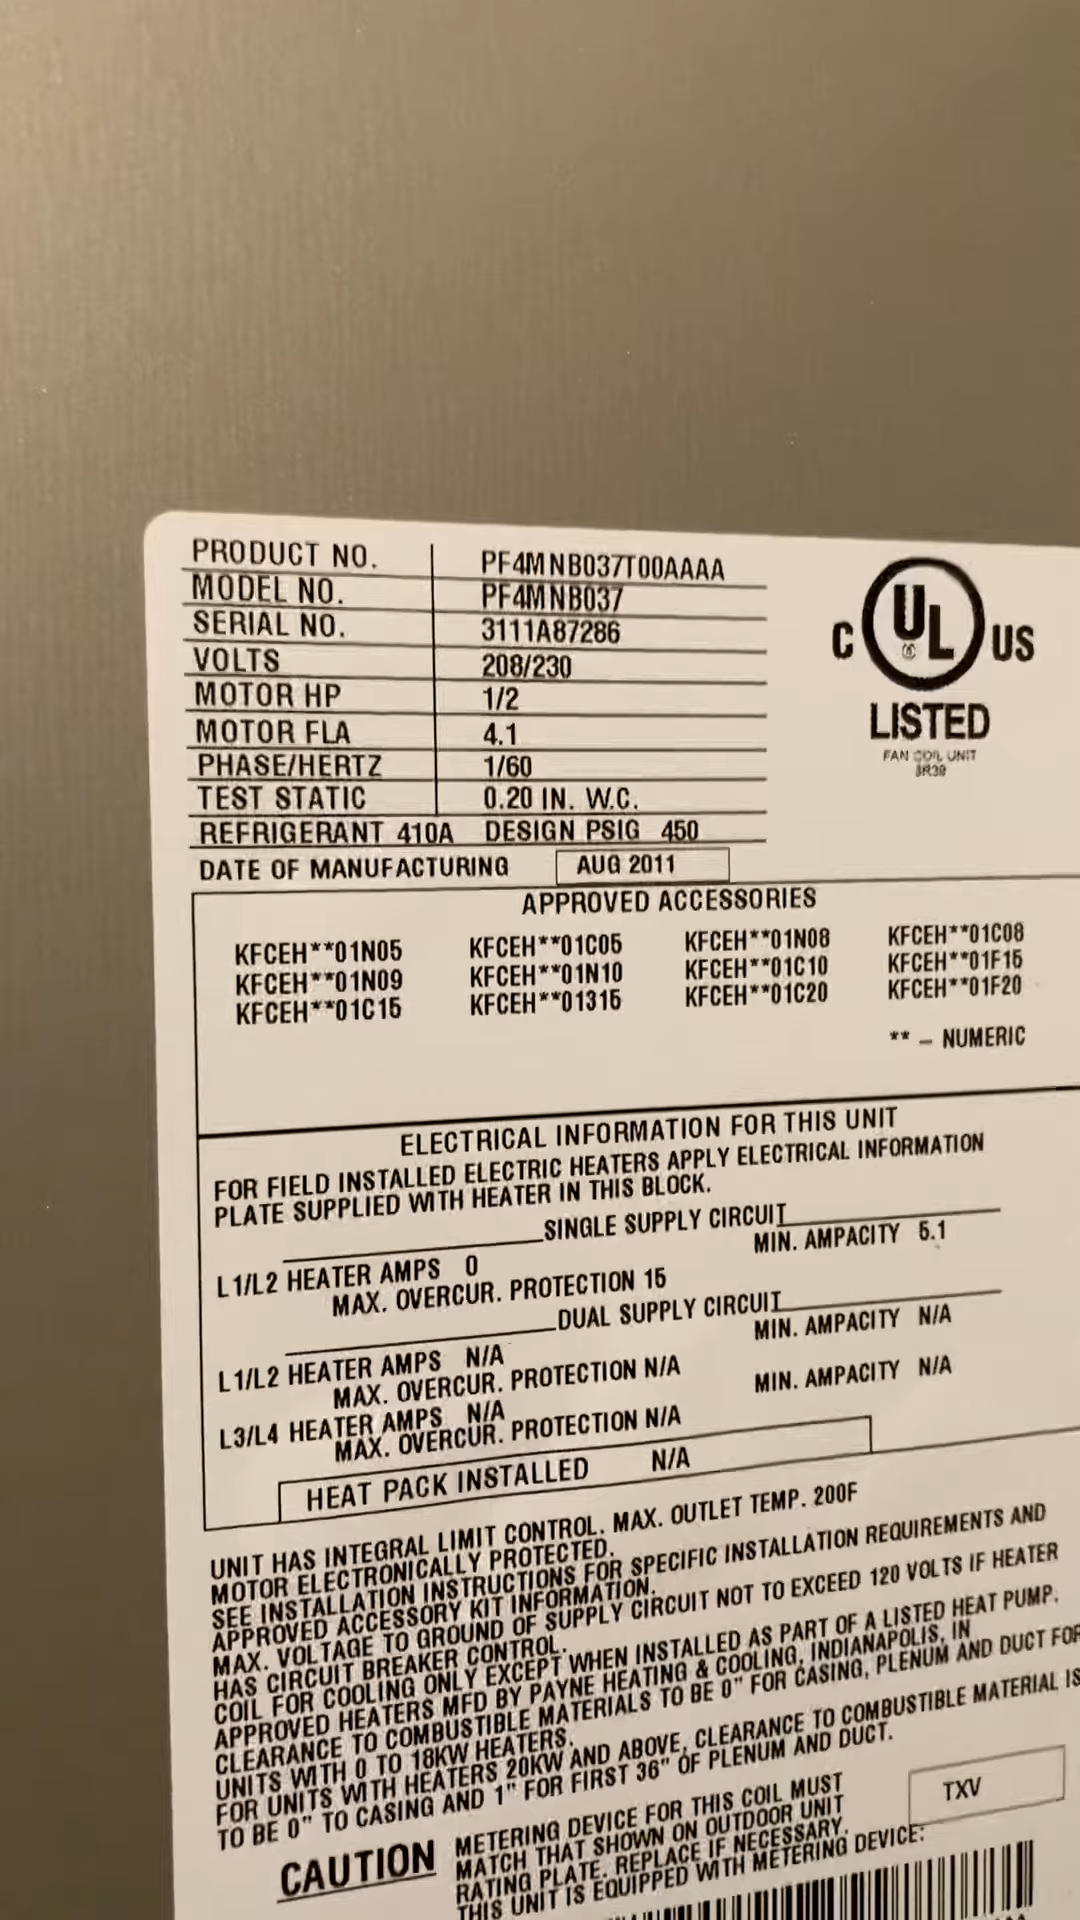 PRODUCT NO. PF4MNB037T00AAAA
MODEL NO. PF4MNB037
SERIAL NO. 3111A87286
VOLTS 208/230
MOTOR HP 1/2
MOTOR FLA 4.1
PHASE/HERTZ 1/60
TEST STATIC 0.20 IN. W.C.
REFRIGERANT 410A DESIGN PSIG 450
DATE OF MANUFACTURING AUG 2011
C UL US
LISTED
FAN COIL UNIT
APPROVED ACCESSORIES
KFCEH**01N05 KFCEH**01C05 KFCEH**01N08 KFCEH**01C08
KFCEH**01N09 KFCEH**01N10 KFCEH**01C10 KFCEH**01F15
KFCEH**01C15 KFCEH**01315 KFCEH**01C20 KFCEH**01F20
** – NUMERIC
ELECTRICAL INFORMATION FOR THIS UNIT
FOR FIELD INSTALLED ELECTRIC HEATERS APPLY ELECTRICAL INFORMATION
PLATE SUPPLIED WITH HEATER IN THIS BLOCK.
SINGLE SUPPLY CIRCUIT
L1/L2 HEATER AMPS 0 MIN. AMPACITY 5.1
MAX. OVERCUR. PROTECTION 15
DUAL SUPPLY CIRCUIT
L1/L2 HEATER AMPS N/A MIN. AMPACITY N/A
MAX. OVERCUR. PROTECTION N/A
L3/L4 HEATER AMPS N/A MIN. AMPACITY N/A
MAX. OVERCUR. PROTECTION N/A
HEAT PACK INSTALLED N/A
UNIT HAS INTEGRAL LIMIT CONTROL. MAX. OUTLET TEMP. 200F
MOTOR ELECTRONICALLY PROTECTED.
SEE INSTALLATION INSTRUCTIONS FOR SPECIFIC INSTALLATION REQUIREMENTS AND
APPROVED ACCESSORY KIT INFORMATION.
MAX. VOLTAGE TO GROUND OF SUPPLY CIRCUIT NOT TO EXCEED 120 VOLTS IF HEATER
HAS CIRCUIT BREAKER CONTROL.
COIL FOR COOLING ONLY EXCEPT WHEN INSTALLED AS PART OF A LISTED HEAT PUMP.
APPROVED HEATERS MFD BY PAYNE HEATING & COOLING, INDIANAPOLIS, IN
CLEARANCE TO COMBUSTIBLE MATERIALS TO BE 0" FOR CASING, PLENUM AND DUCT FOR
UNITS WITH 0 TO 18KW HEATERS.
FOR UNITS WITH HEATERS 20KW AND ABOVE, CLEARANCE TO COMBUSTIBLE MATERIAL IS
TO BE 0" TO CASING AND 1" FOR FIRST 36" OF PLENUM AND DUCT.
CAUTION
METERING DEVICE FOR THIS COIL MUST
MATCH THAT SHOWN ON OUTDOOR UNIT
RATING PLATE. REPLACE IF NECESSARY.
THIS UNIT IS EQUIPPED WITH METERING DEVICE:
TXV